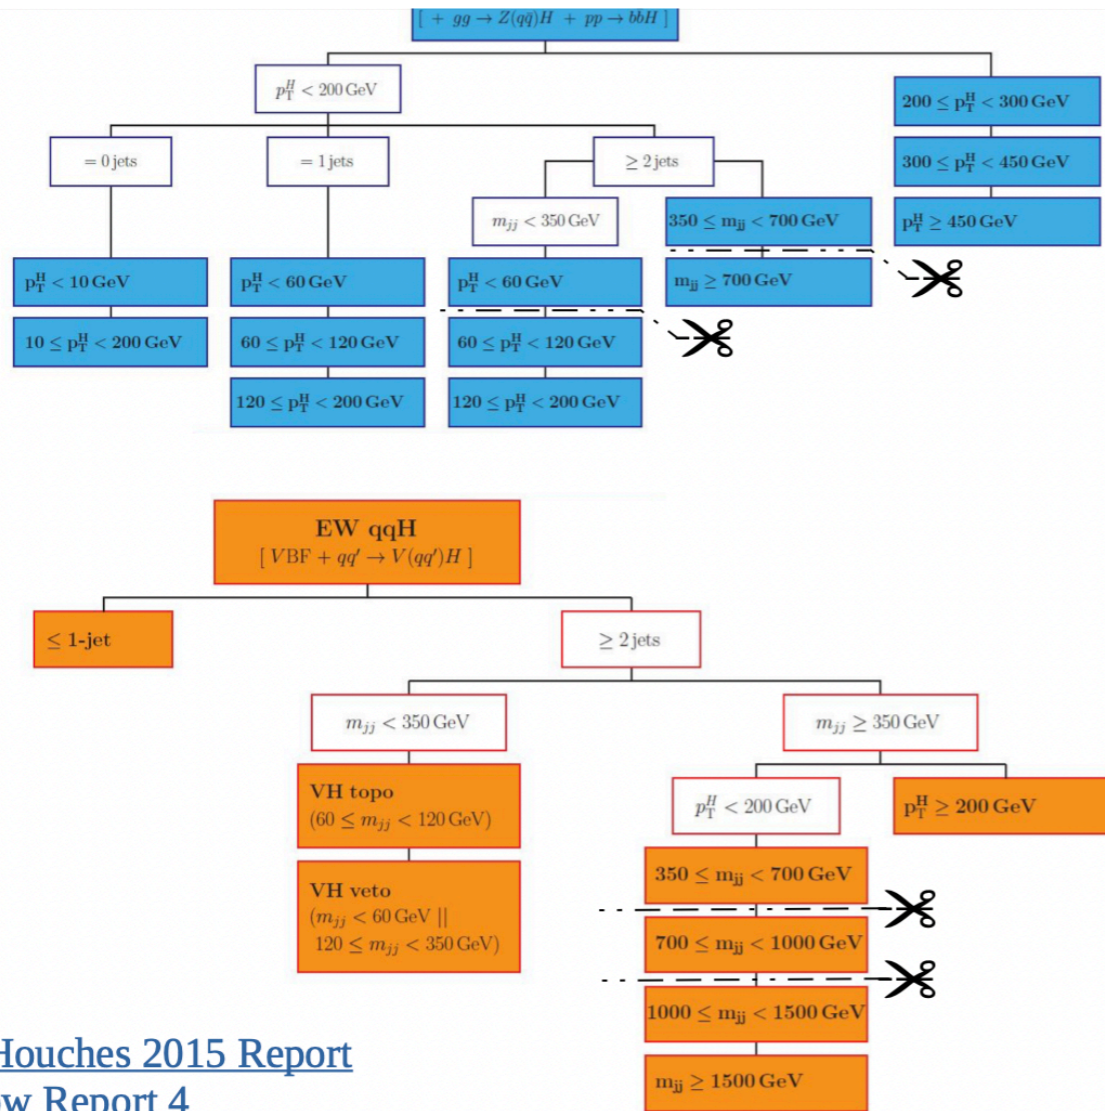 [ + gg → Z(qq̄)H + pp → bbH ]
p_T^H < 200 GeV
200 ≤ p_T^H < 300 GeV
300 ≤ p_T^H < 450 GeV
p_T^H ≥ 450 GeV
= 0 jets
= 1 jets
≥ 2 jets
m_jj < 350 GeV
350 ≤ m_jj < 700 GeV
m_jj ≥ 700 GeV
p_T^H < 10 GeV
10 ≤ p_T^H < 200 GeV
p_T^H < 60 GeV
60 ≤ p_T^H < 120 GeV
120 ≤ p_T^H < 200 GeV
p_T^H < 60 GeV
60 ≤ p_T^H < 120 GeV
120 ≤ p_T^H < 200 GeV
EW qqH
[ VBF + qq′ → V(qq′)H ]
≤ 1-jet
≥ 2 jets
m_jj < 350 GeV
m_jj ≥ 350 GeV
VH topo
(60 ≤ m_jj < 120 GeV)
VH veto
(m_jj < 60 GeV ||
120 ≤ m_jj < 350 GeV)
p_T^H < 200 GeV
p_T^H ≥ 200 GeV
350 ≤ m_jj < 700 GeV
700 ≤ m_jj < 1000 GeV
1000 ≤ m_jj < 1500 GeV
m_jj ≥ 1500 GeV
Houches 2015 Report
ow Report 4